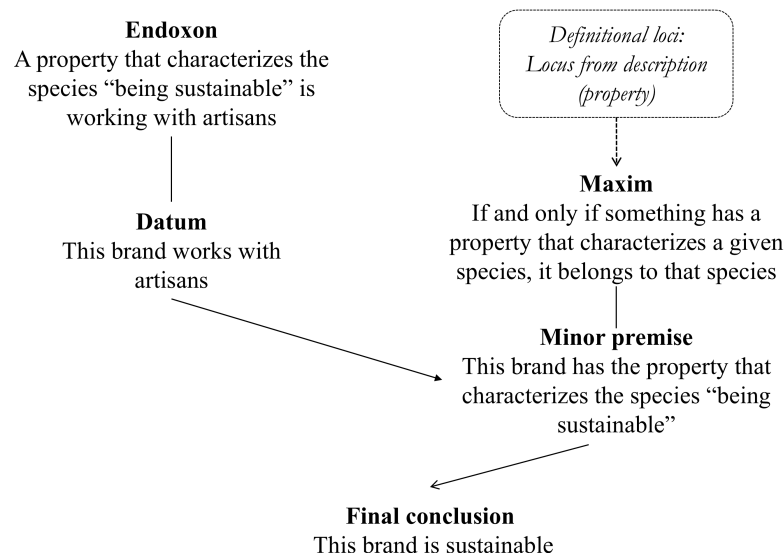 Endoxon
A property that characterizes the
species “being sustainable” is
working with artisans
Datum
This brand works with
artisans
Definitional loci:
Locus from description
(property)
Maxim
If and only if something has a
property that characterizes a given
species, it belongs to that species
Minor premise
This brand has the property that
characterizes the species “being
sustainable”
Final conclusion
This brand is sustainable